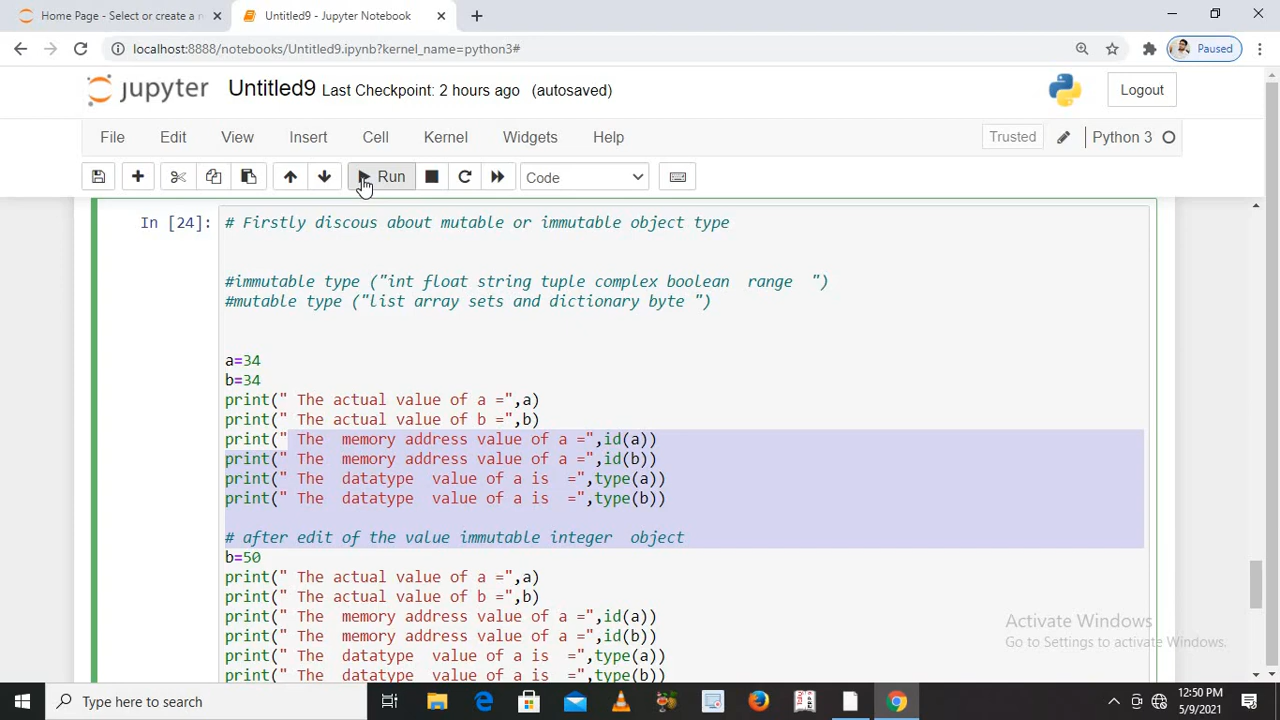 Home Page - Select or create a n
Untitled9 - Jupyter Notebook
localhost:8888/notebooks/Untitled9.ipynb?kernel_name=python3#
Paused
jupyter Untitled9 Last Checkpoint: 2 hours ago (autosaved)
Logout
File Edit View Insert Cell Kernel Widgets Help
Trusted
Python 3
Run
Code
In [24]:
# Firstly discous about mutable or immutable object type
#immutable type ("int float string tuple complex boolean  range  ")
#mutable type ("list array sets and dictionary byte ")
a=34
b=34
print(" The actual value of a =",a)
print(" The actual value of b =",b)
print(" The  memory address value of a =",id(a))
print(" The  memory address value of a =",id(b))
print(" The  datatype  value of a is  =",type(a))
print(" The  datatype  value of a is  =",type(b))
# after edit of the value immutable integer  object
b=50
print(" The actual value of a =",a)
print(" The actual value of b =",b)
print(" The  memory address value of a =",id(a))
print(" The  memory address value of a =",id(b))
print(" The  datatype  value of a is  =",type(a))
print(" The  datatype  value of a is  =",type(b))
Activate Windows
Go to Settings to activate Windows.
Type here to search
12:50 PM
5/9/2021